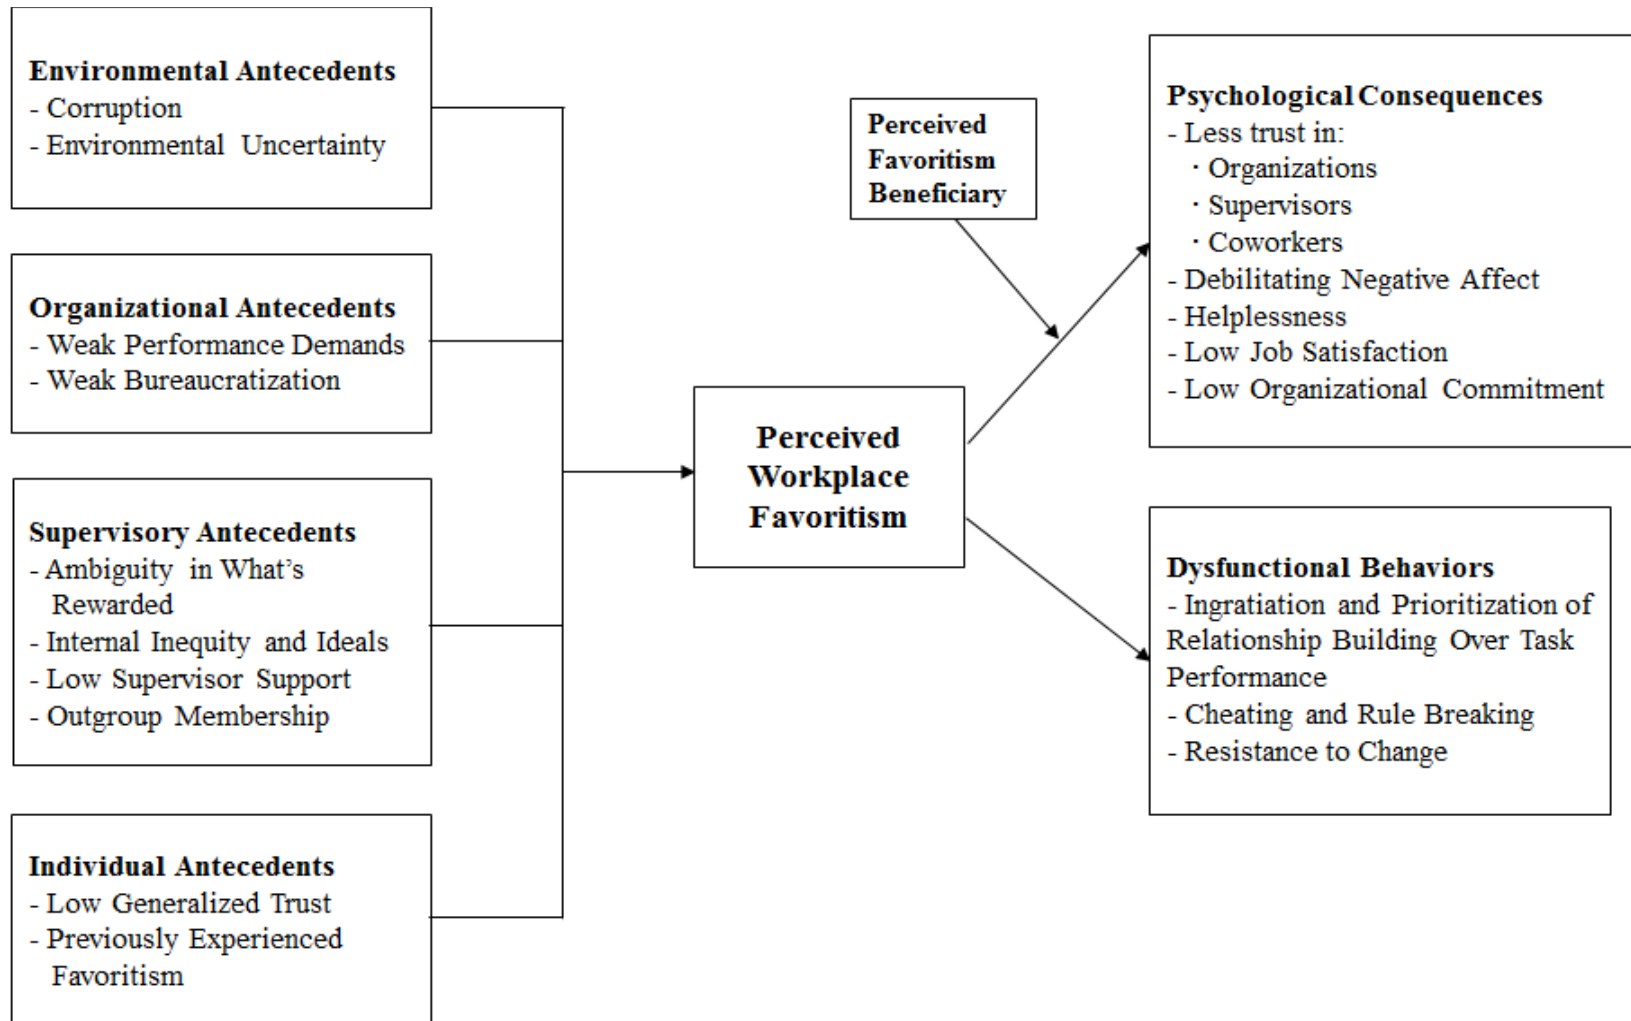 Environmental Antecedents
- Corruption
- Environmental Uncertainty
Organizational Antecedents
- Weak Performance Demands
- Weak Bureaucratization
Supervisory Antecedents
- Ambiguity in What's
Rewarded
- Internal Inequity and Ideals
- Low Supervisor Support
- Outgroup Membership
Individual Antecedents
- Low Generalized Trust
- Previously Experienced
Favoritism
Perceived
Workplace
Favoritism
Perceived
Favoritism
Beneficiary
Psychological Consequences
- Less trust in:
· Organizations
· Supervisors
· Coworkers
- Debilitating Negative Affect
- Helplessness
- Low Job Satisfaction
- Low Organizational Commitment
Dysfunctional Behaviors
- Ingratiation and Prioritization of
Relationship Building Over Task
Performance
- Cheating and Rule Breaking
- Resistance to Change